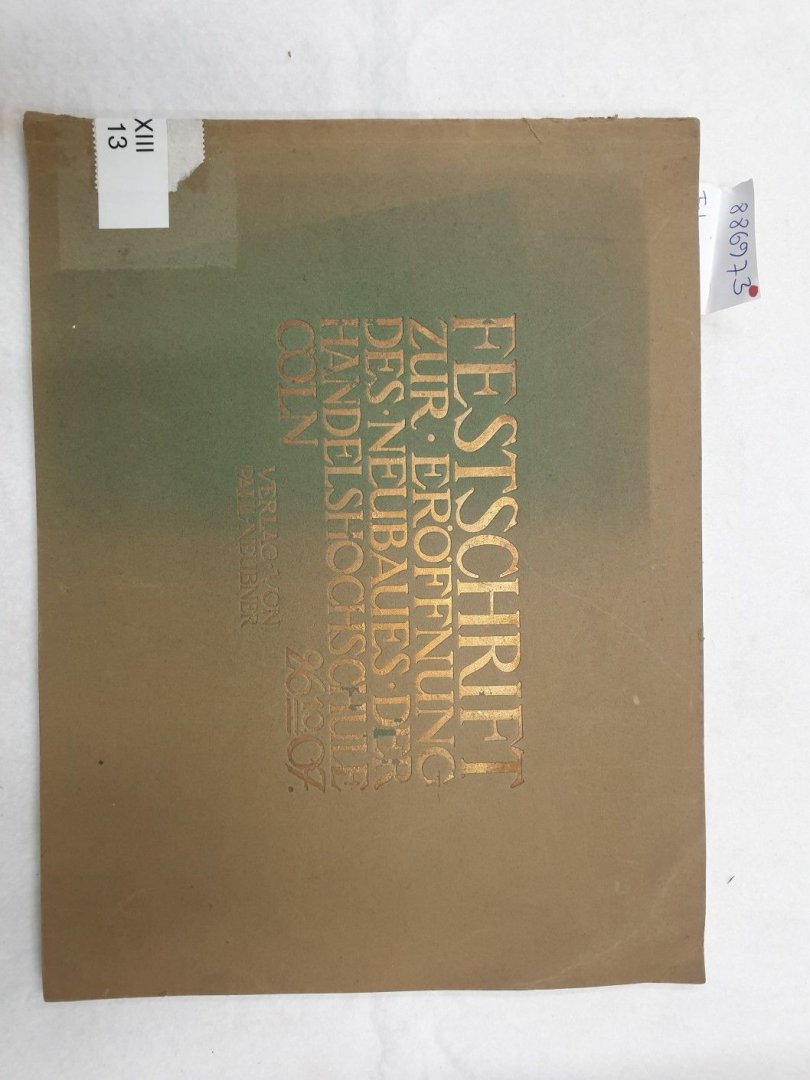 FESTSCHRIFT
ZUR·ERÖFFNUNG
DES·NEUBAUES·DER
HANDELSHOCHSCHULE
CÖLN
26 10 07.
VERLAG VON
PAUL·NEUBNER
XIII
13
886973